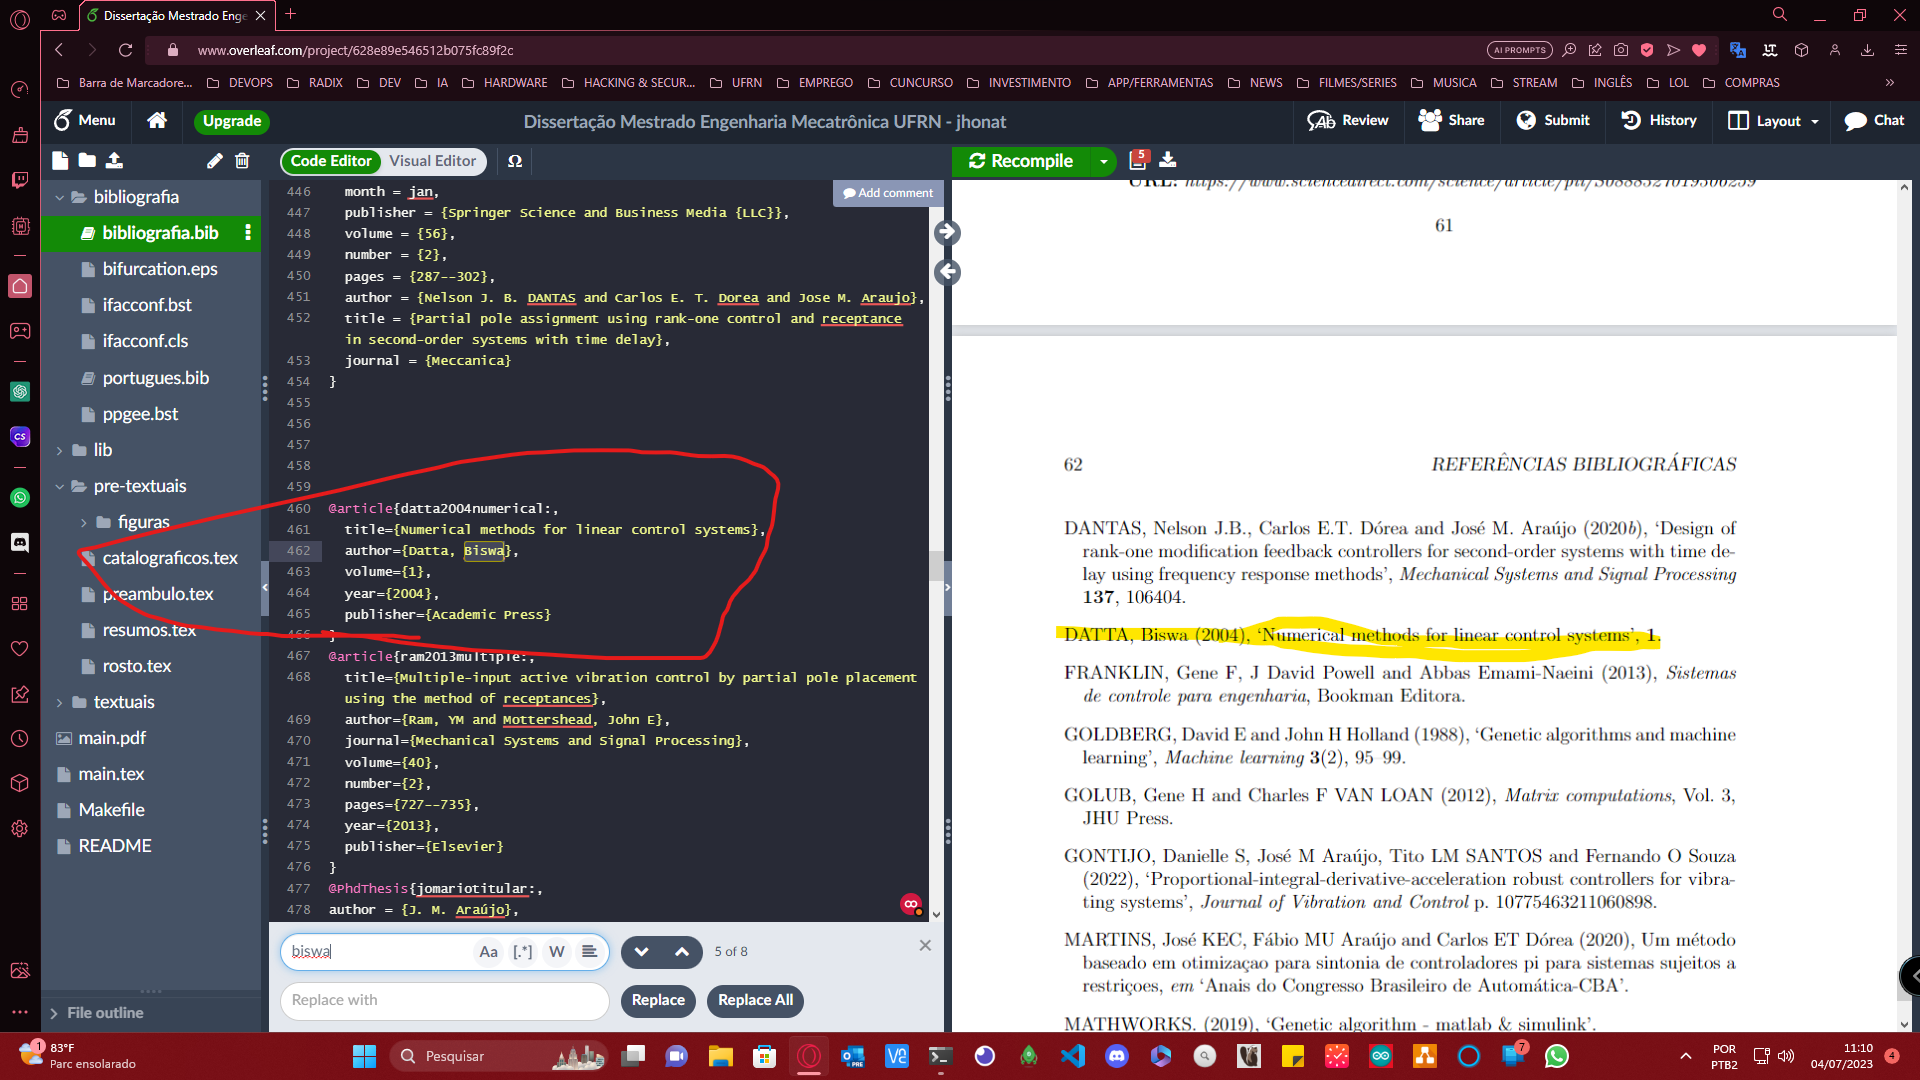 Dissertação Mestrado Enge
www.overleaf.com/project/628e89e546512b075fc89f2c
AI PROMPTS
Barra de Marcadore... DEVOPS RADIX DEV IA HARDWARE HACKING & SECUR... UFRN EMPREGO CUNCURSO INVESTIMENTO APP/FERRAMENTAS NEWS FILMES/SERIES MUSICA STREAM INGLÊS LOL COMPRAS »
Menu Upgrade Dissertação Mestrado Engenharia Mecatrônica UFRN - jhonat Review Share Submit History Layout Chat
Code Editor Visual Editor Ω Recompile 5
bibliografia
bibliografia.bib
bifurcation.eps
ifacconf.bst
ifacconf.cls
portugues.bib
ppgee.bst
lib
pre-textuais
figuras
catalograficos.tex
preambulo.tex
resumos.tex
rosto.tex
textuais
main.pdf
main.tex
Makefile
README
File outline
Add comment
446 month = jan,
447 publisher = {Springer Science and Business Media {LLC}},
448 volume = {56},
449 number = {2},
450 pages = {287--302},
451 author = {Nelson J. B. DANTAS and Carlos E. T. Dorea and Jose M. Araujo},
452 title = {Partial pole assignment using rank-one control and receptance
in second-order systems with time delay},
453 journal = {Meccanica}
454 }
455
456
457
458
459
460 @article{datta2004numerical:,
461 title={Numerical methods for linear control systems},
462 author={Datta, Biswa},
463 volume={1},
464 year={2004},
465 publisher={Academic Press}
466 }
467 @article{ram2013multiple:,
468 title={Multiple-input active vibration control by partial pole placement
using the method of receptances},
469 author={Ram, YM and Mottershead, John E},
470 journal={Mechanical Systems and Signal Processing},
471 volume={40},
472 number={2},
473 pages={727--735},
474 year={2013},
475 publisher={Elsevier}
476 }
477 @PhdThesis{jomariotitular:,
478 author = {J. M. Araújo},
biswa Aa [.*] W 5 of 8
Replace with Replace Replace All
URL: https://www.sciencedirect.com/science/article/pii/S0888327019306259
61
62 REFERÊNCIAS BIBLIOGRÁFICAS
DANTAS, Nelson J.B., Carlos E.T. Dórea and José M. Araújo (2020b), ‘Design of
rank-one modification feedback controllers for second-order systems with time de-
lay using frequency response methods’, Mechanical Systems and Signal Processing
137, 106404.
DATTA, Biswa (2004), ‘Numerical methods for linear control systems’, 1.
FRANKLIN, Gene F, J David Powell and Abbas Emami-Naeini (2013), Sistemas
de controle para engenharia, Bookman Editora.
GOLDBERG, David E and John H Holland (1988), ‘Genetic algorithms and machine
learning’, Machine learning 3(2), 95–99.
GOLUB, Gene H and Charles F VAN LOAN (2012), Matrix computations, Vol. 3,
JHU Press.
GONTIJO, Danielle S, José M Araújo, Tito LM SANTOS and Fernando O Souza
(2022), ‘Proportional-integral-derivative-acceleration robust controllers for vibra-
ting systems’, Journal of Vibration and Control p. 10775463211060898.
MARTINS, José KEC, Fábio MU Araújo and Carlos ET Dórea (2020), Um método
baseado em otimizaçao para sintonia de controladores pi para sistemas sujeitos a
restriçoes, em ‘Anais do Congresso Brasileiro de Automática-CBA’.
MATHWORKS. (2019), ‘Genetic algorithm - matlab & simulink’.
1 83°F
Parc ensolarado
Pesquisar
7
POR
PTB2
11:10
04/07/2023
4